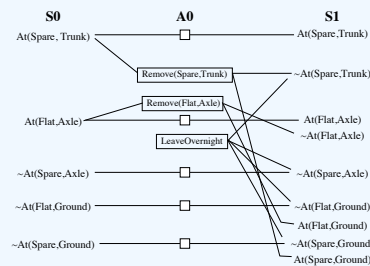 S0 A0 S1
At(Spare, Trunk) At(Spare,Trunk)
Remove(Spare,Trunk) ~At(Spare,Trunk)
Remove(Flat,Axle)
At(Flat,Axle) At(Flat,Axle)
~At(Flat,Axle)
LeaveOvernight
~At(Spare,Axle) ~At(Spare,Axle)
~At(Flat,Ground) ~At(Flat,Ground)
At(Flat,Ground)
~At(Spare,Ground) ~At(Spare,Ground)
At(Spare,Ground)